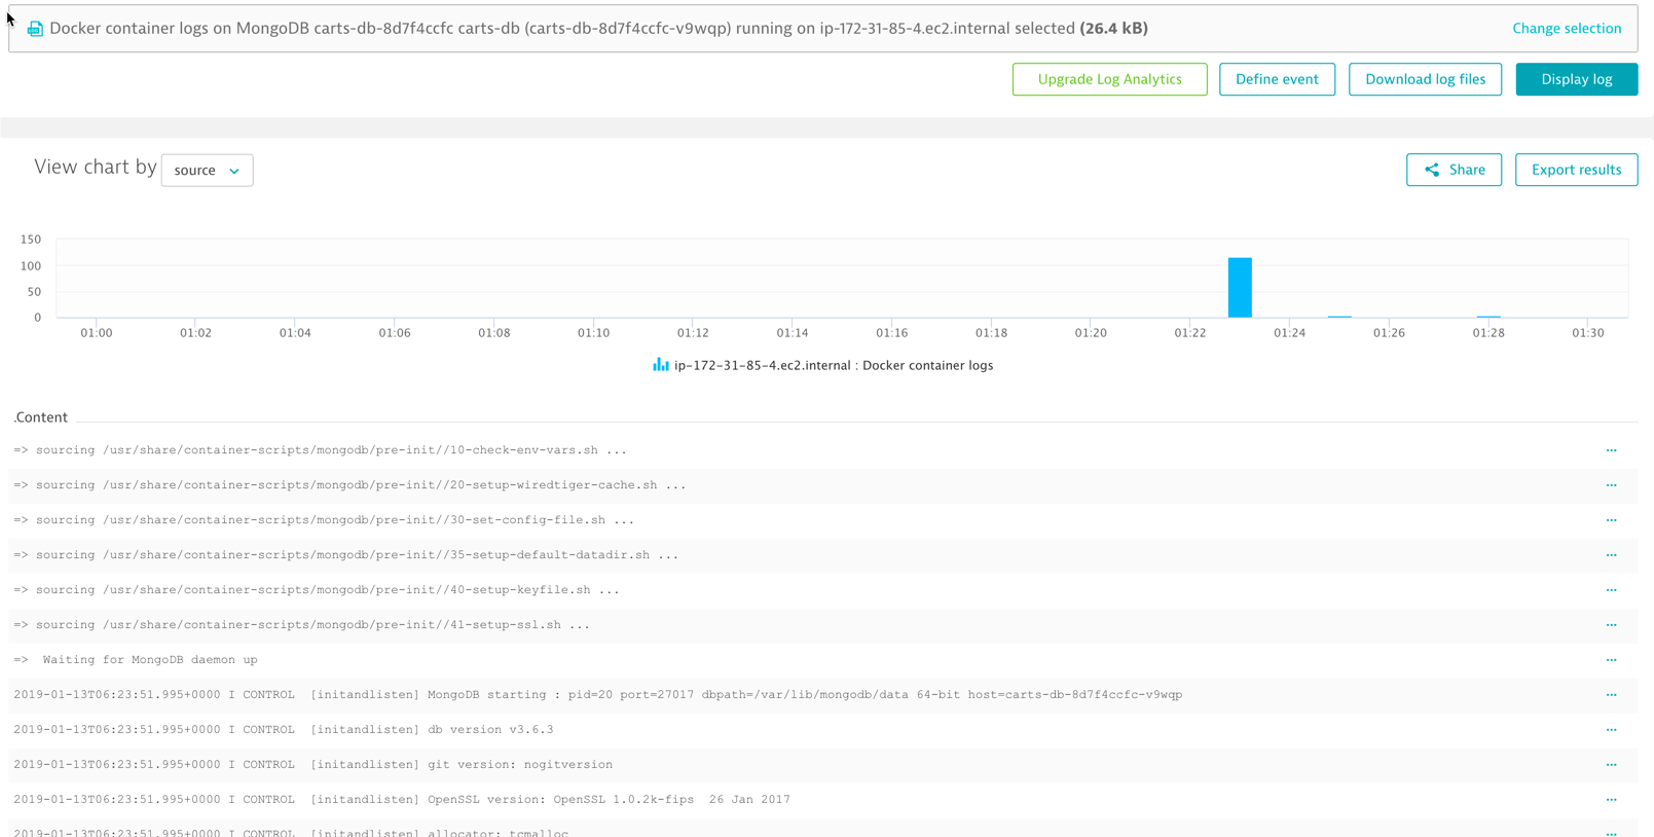 Docker container logs on MongoDB carts-db-8d7f4ccfc carts-db (carts-db-8d7f4ccfc-v9wqp) running on ip-172-31-85-4.ec2.internal selected (26.4 kB) Change selection
Upgrade Log Analytics Define event Download log files Display log
View chart by source Share Export results
150
100
50
0
01:00 01:02 01:04 01:06 01:08 01:10 01:12 01:14 01:16 01:18 01:20 01:22 01:24 01:26 01:28 01:30
ip-172-31-85-4.ec2.internal : Docker container logs
.Content
=> sourcing /usr/share/container-scripts/mongodb/pre-init//10-check-env-vars.sh ... ...
=> sourcing /usr/share/container-scripts/mongodb/pre-init//20-setup-wiredtiger-cache.sh ... ...
=> sourcing /usr/share/container-scripts/mongodb/pre-init//30-set-config-file.sh ... ...
=> sourcing /usr/share/container-scripts/mongodb/pre-init//35-setup-default-datadir.sh ... ...
=> sourcing /usr/share/container-scripts/mongodb/pre-init//40-setup-keyfile.sh ... ...
=> sourcing /usr/share/container-scripts/mongodb/pre-init//41-setup-ssl.sh ... ...
=>  Waiting for MongoDB daemon up ...
2019-01-13T06:23:51.995+0000 I CONTROL  [initandlisten] MongoDB starting : pid=20 port=27017 dbpath=/var/lib/mongodb/data 64-bit host=carts-db-8d7f4ccfc-v9wqp ...
2019-01-13T06:23:51.995+0000 I CONTROL  [initandlisten] db version v3.6.3 ...
2019-01-13T06:23:51.995+0000 I CONTROL  [initandlisten] git version: nogitversion ...
2019-01-13T06:23:51.995+0000 I CONTROL  [initandlisten] OpenSSL version: OpenSSL 1.0.2k-fips  26 Jan 2017 ...
2019-01-13T06:23:51.995+0000 I CONTROL  [initandlisten] allocator: tcmalloc ...